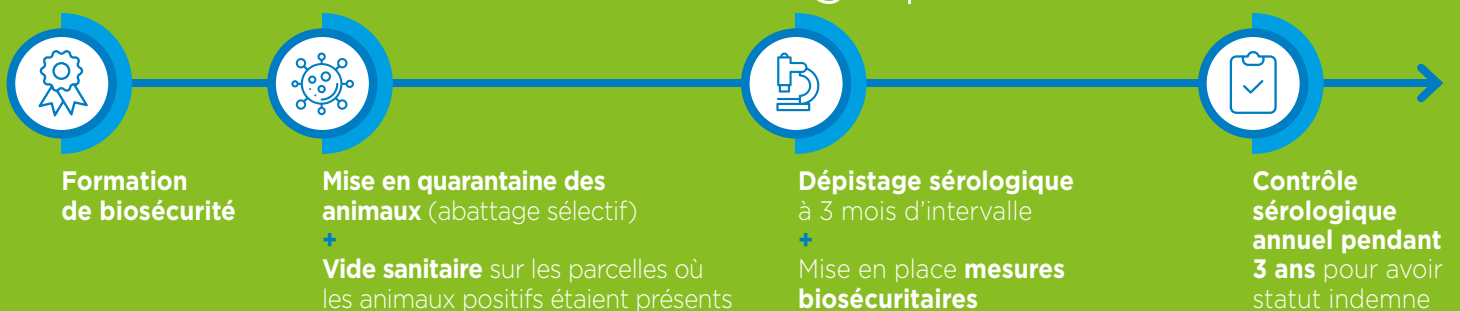 Formation
de biosécurité
Mise en quarantaine des
animaux (abattage sélectif)
+
Vide sanitaire sur les parcelles où
les animaux positifs étaient présents
Dépistage sérologique
à 3 mois d'intervalle
+
Mise en place mesures
biosécuritaires
Contrôle
sérologique
annuel pendant
3 ans pour avoir
statut indemne